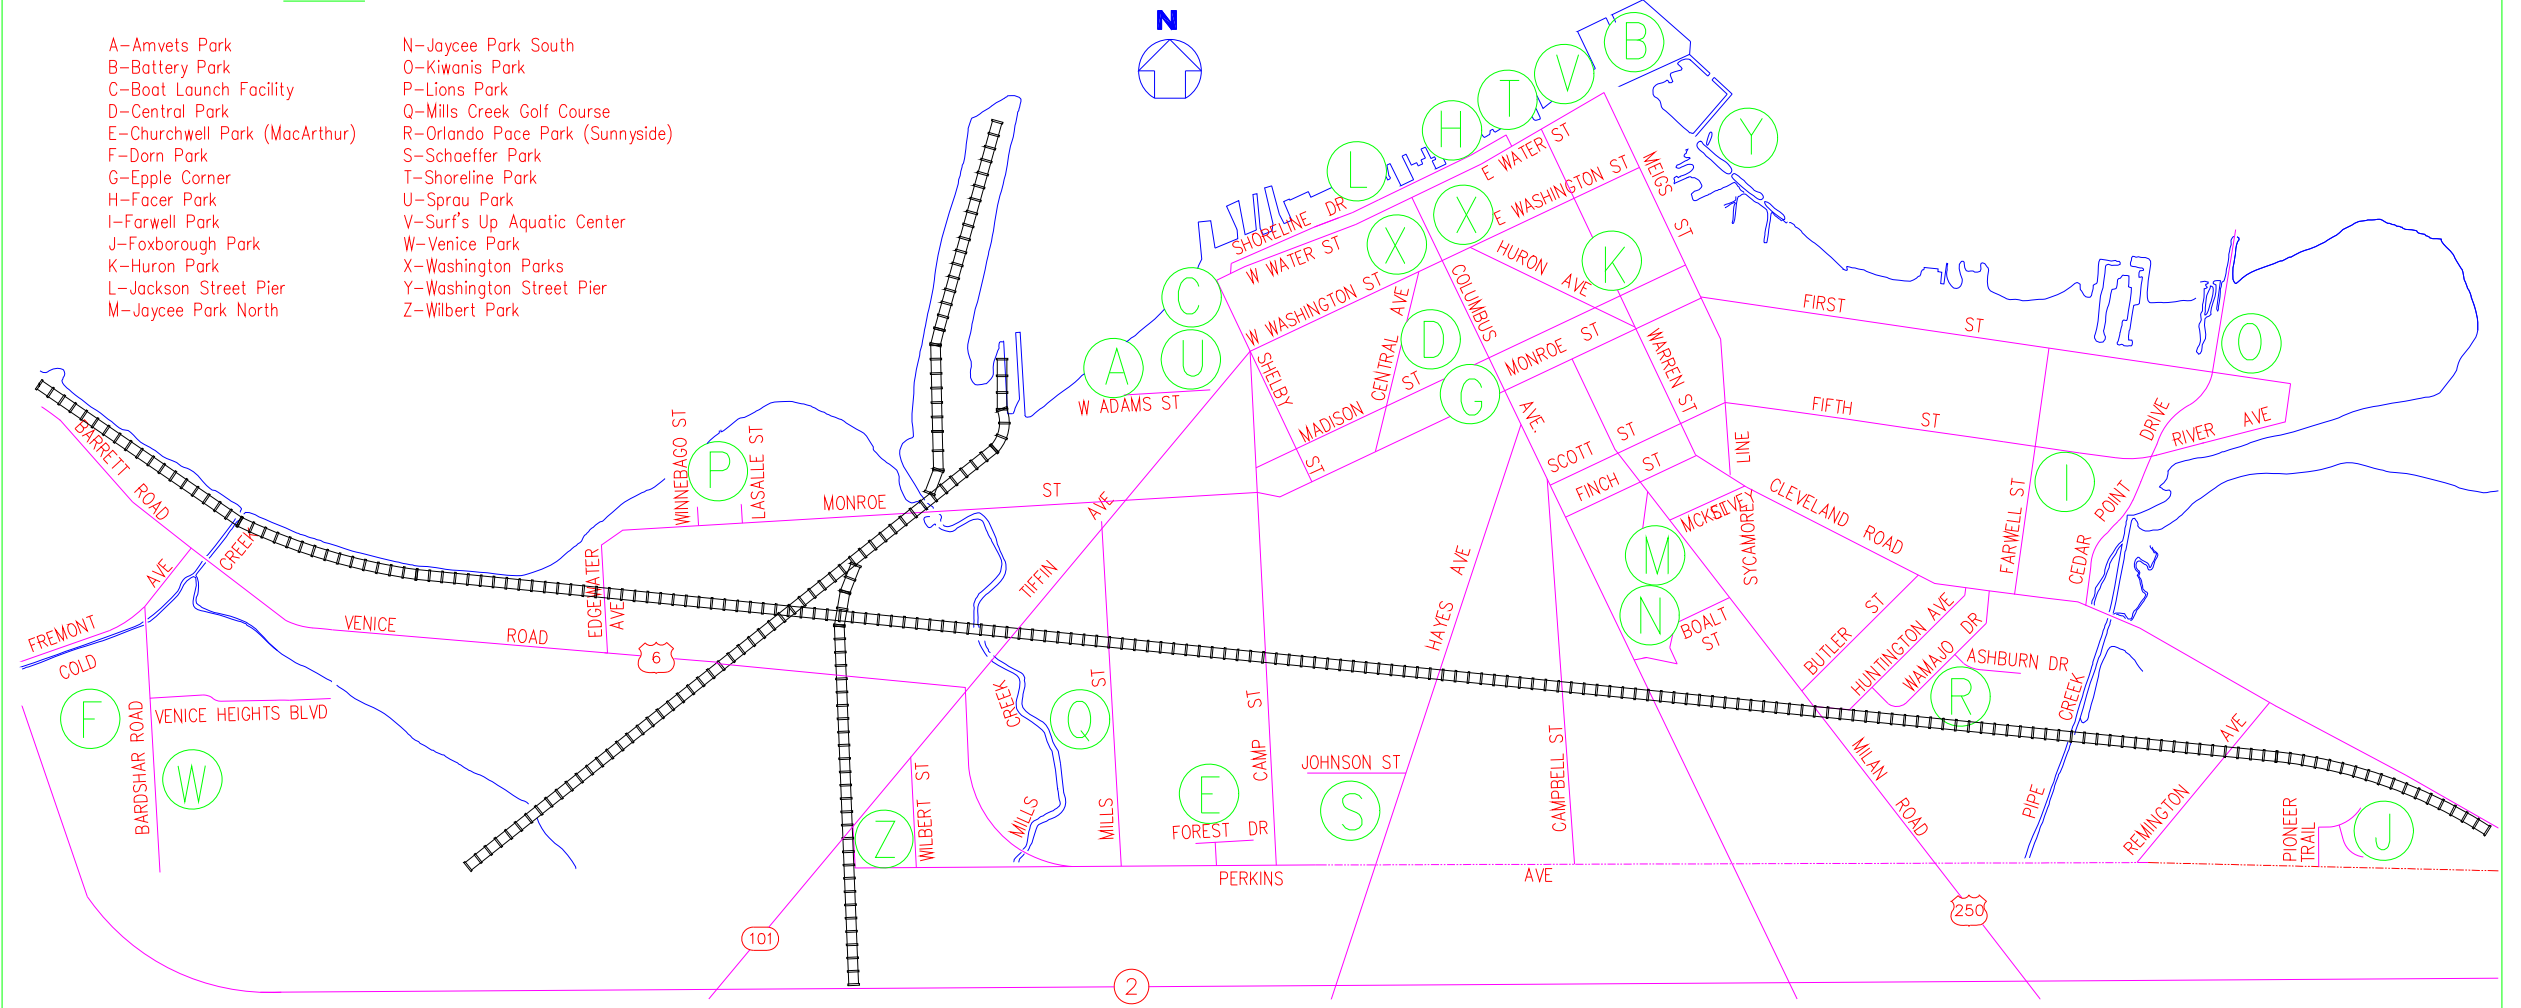 N
A-Amvets Park
B-Battery Park
C-Boat Launch Facility
D-Central Park
E-Churchwell Park (MacArthur)
F-Dorn Park
G-Epple Corner
H-Facer Park
I-Farwell Park
J-Foxborough Park
K-Huron Park
L-Jackson Street Pier
M-Jaycee Park North
N-Jaycee Park South
O-Kiwanis Park
P-Lions Park
Q-Mills Creek Golf Course
R-Orlando Pace Park (Sunnyside)
S-Schaeffer Park
T-Shoreline Park
U-Sprau Park
V-Surf's Up Aquatic Center
W-Venice Park
X-Washington Parks
Y-Washington Street Pier
Z-Wilbert Park
B
V
T
H
L
Y
X
X
K
C
U
A
D
G
O
P
I
M
N
R
F
W
Q
E
S
Z
J
SHORELINE DR
E WATER ST
W WATER ST
E WASHINGTON ST
W WASHINGTON ST
MEIGS ST
HURON AVE
COLUMBUS AVE.
CENTRAL AVE
SHELBY ST
MADISON ST
MONROE ST
WARREN ST
FIRST ST
FIFTH ST
RIVER AVE
CEDAR POINT DRIVE
FARWELL ST
LINE
SCOTT ST
FINCH ST
MCKELVEY ST
SYCAMORE
CLEVELAND ROAD
W ADAMS ST
WINNEBAGO ST
LASALLE ST
MONROE ST
TIFFIN AVE
BARRETT ROAD
FREMONT AVE
COLD CREEK
VENICE ROAD
6
EDGEWATER AVE
VENICE HEIGHTS BLVD
BARDSHAR ROAD
MILLS CREEK
MILLS ST
CAMP ST
HAYES AVE
CAMPBELL ST
JOHNSON ST
FOREST DR
WILBERT ST
PERKINS AVE
BOALT ST
BUTLER ST
HUNTINGTON AVE
WAMAJO DR
ASHBURN DR
MILAN ROAD
PIPE CREEK
REMINGTON AVE
PIONEER TRAIL
101
250
2